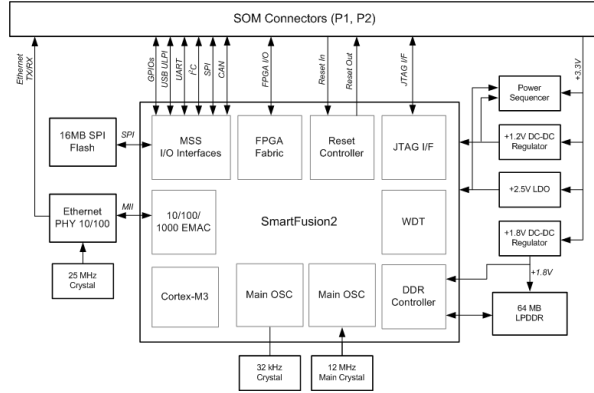 SOM Connectors (P1, P2)
Ethernet
TX/RX
GPIOs
USB ULPI
UART
I²C
SPI
CAN
FPGA I/O
Reset In
Reset Out
JTAG I/F
+3.3V
16MB SPI
Flash
SPI
MSS
I/O Interfaces
FPGA
Fabric
Reset
Controller
JTAG I/F
Power
Sequencer
+1.2V DC-DC
Regulator
+2.5V LDO
Ethernet
PHY 10/100
MII
10/100/
1000 EMAC
SmartFusion2
WDT
+1.8V DC-DC
Regulator
+1.8V
25 MHz
Crystal
Cortex-M3
Main OSC
Main OSC
DDR
Controller
64 MB
LPDDR
32 kHz
Crystal
12 MHz
Main Crystal